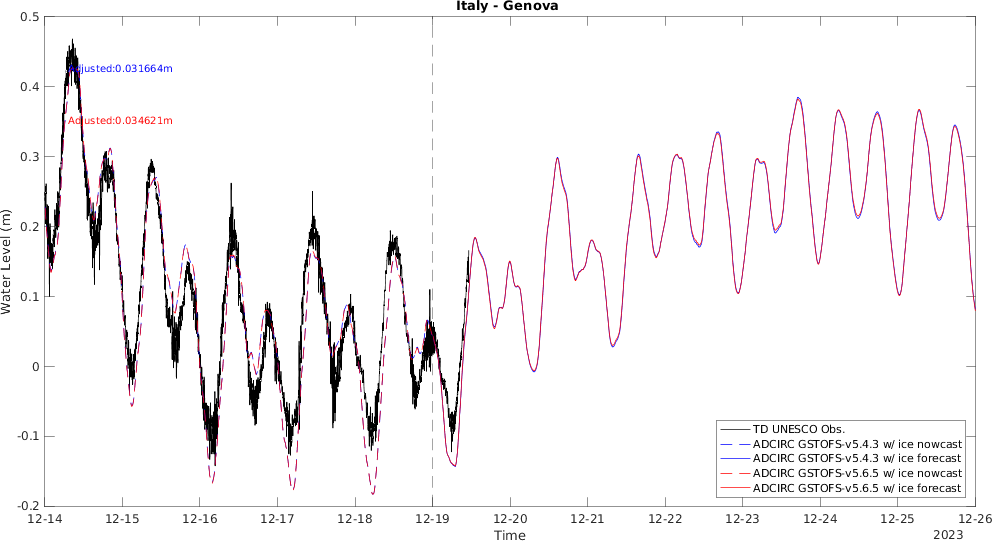 Italy - Genova
0.5
0.4
0.3
0.2
0.1
0
-0.1
-0.2
Water Level (m)
Adjusted:0.031664m
Adjusted:0.034621m
TD UNESCO Obs.
ADCIRC GSTOFS-v5.4.3 w/ ice nowcast
ADCIRC GSTOFS-v5.4.3 w/ ice forecast
ADCIRC GSTOFS-v5.6.5 w/ ice nowcast
ADCIRC GSTOFS-v5.6.5 w/ ice forecast
12-14 12-15 12-16 12-17 12-18 12-19 12-20 12-21 12-22 12-23 12-24 12-25 12-26
Time
2023